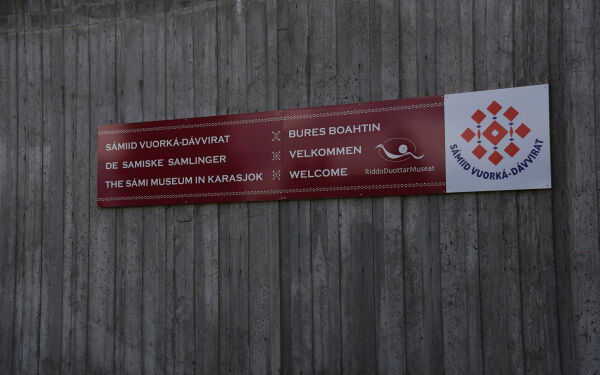 SÁMIID VUORKÁ-DÁVVIRAT
DE SAMISKE SAMLINGER
THE SÁMI MUSEUM IN KARASJOK
BURES BOAHTIN
VELKOMMEN
WELCOME
RiddoDuottarMuseat
SÁMIID VUORKÁ-DÁVVIRAT